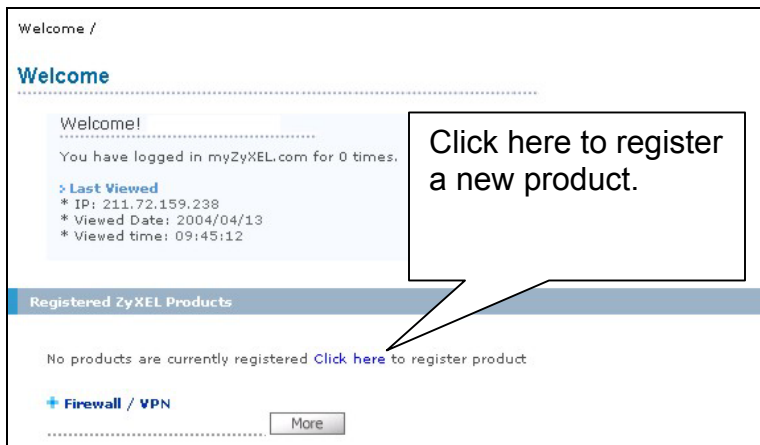 Welcome /
Welcome
Welcome!
You have logged in myZyXEL.com for 0 times.
Last Viewed
* IP: 211.72.159.238
* Viewed Date: 2004/04/13
* Viewed time: 09:45:12
Click here to register
a new product.
Registered ZyXEL Products
No products are currently registered Click here to register product
Firewall / VPN
More